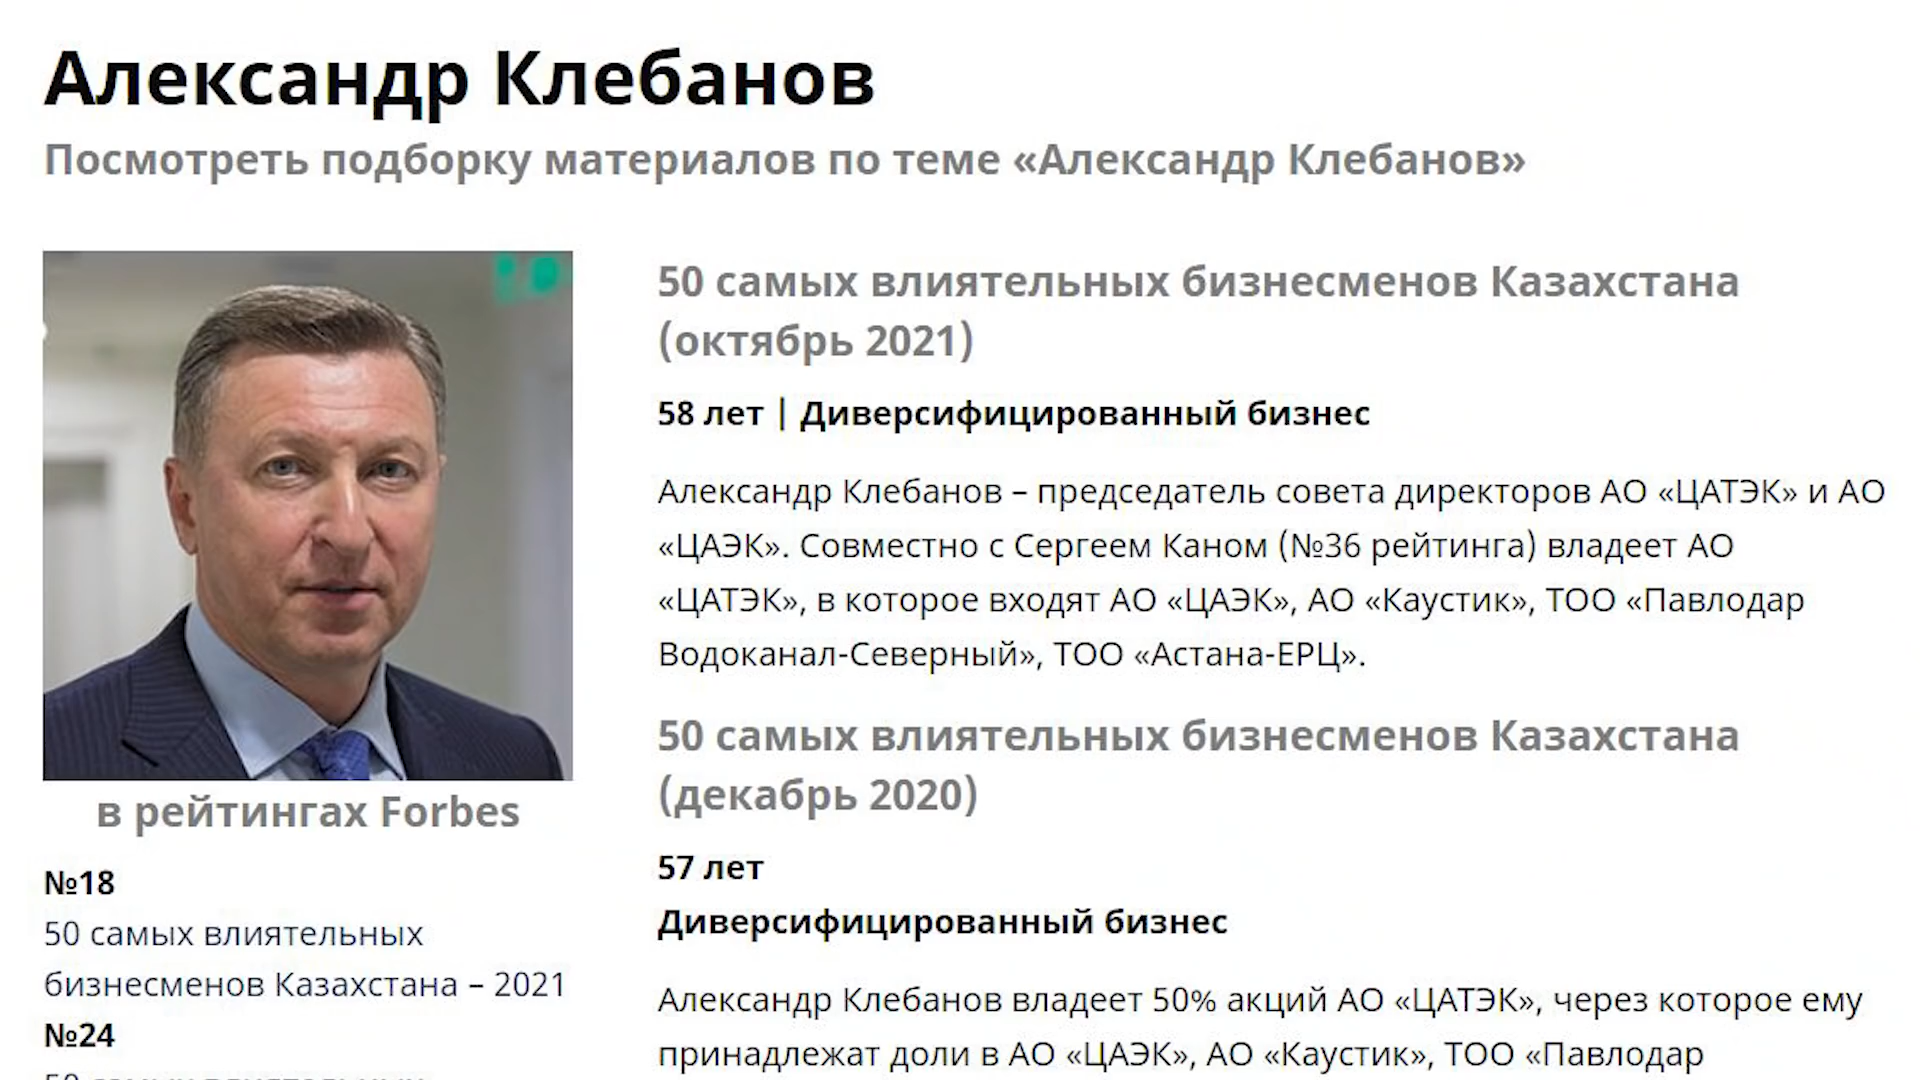 Александр Клебанов
Посмотреть подборку материалов по теме «Александр Клебанов»
в рейтингах Forbes
№18
50 самых влиятельных
бизнесменов Казахстана – 2021
№24
50 самых влиятельных
50 самых влиятельных бизнесменов Казахстана
(октябрь 2021)
58 лет | Диверсифицированный бизнес
Александр Клебанов – председатель совета директоров АО «ЦАТЭК» и АО
«ЦАЭК». Совместно с Сергеем Каном (№36 рейтинга) владеет АО
«ЦАТЭК», в которое входят АО «ЦАЭК», АО «Каустик», ТОО «Павлодар
Водоканал-Северный», ТОО «Астана-ЕРЦ».
50 самых влиятельных бизнесменов Казахстана
(декабрь 2020)
57 лет
Диверсифицированный бизнес
Александр Клебанов владеет 50% акций АО «ЦАТЭК», через которое ему
принадлежат доли в АО «ЦАЭК», АО «Каустик», ТОО «Павлодар